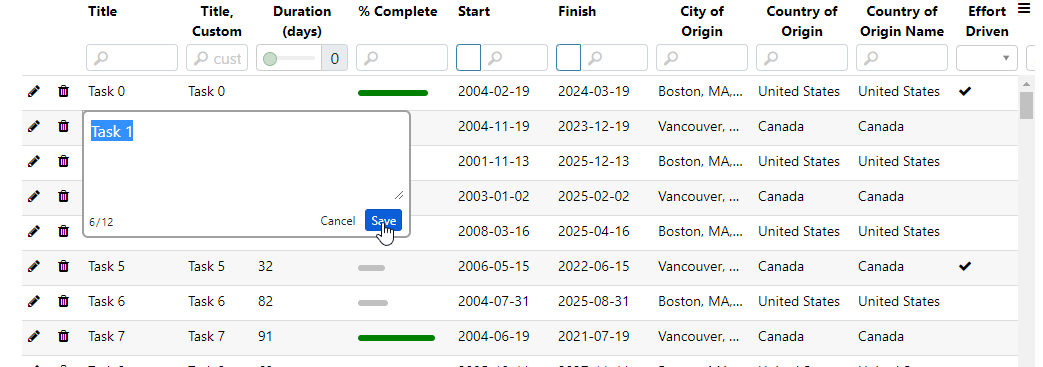 Title Title, Custom Duration (days) % Complete Start Finish City of Origin Country of Origin Country of Origin Name Effort Driven
cust 0
Task 0 Task 0 2004-02-19 2024-03-19 Boston, MA,... United States United States
Task 1 2004-11-19 2023-12-19 Vancouver, ... Canada Canada
2001-11-13 2025-12-13 Boston, MA,... United States United States
2003-01-02 2025-02-02 Vancouver, ... Canada Canada
6/12 Cancel Save 2008-03-16 2025-04-16 Boston, MA,... United States United States
Task 5 Task 5 32 2006-05-15 2022-06-15 Vancouver, ... Canada Canada
Task 6 Task 6 82 2004-07-31 2025-08-31 Boston, MA,... United States United States
Task 7 Task 7 91 2004-06-19 2021-07-19 Vancouver, ... Canada Canada